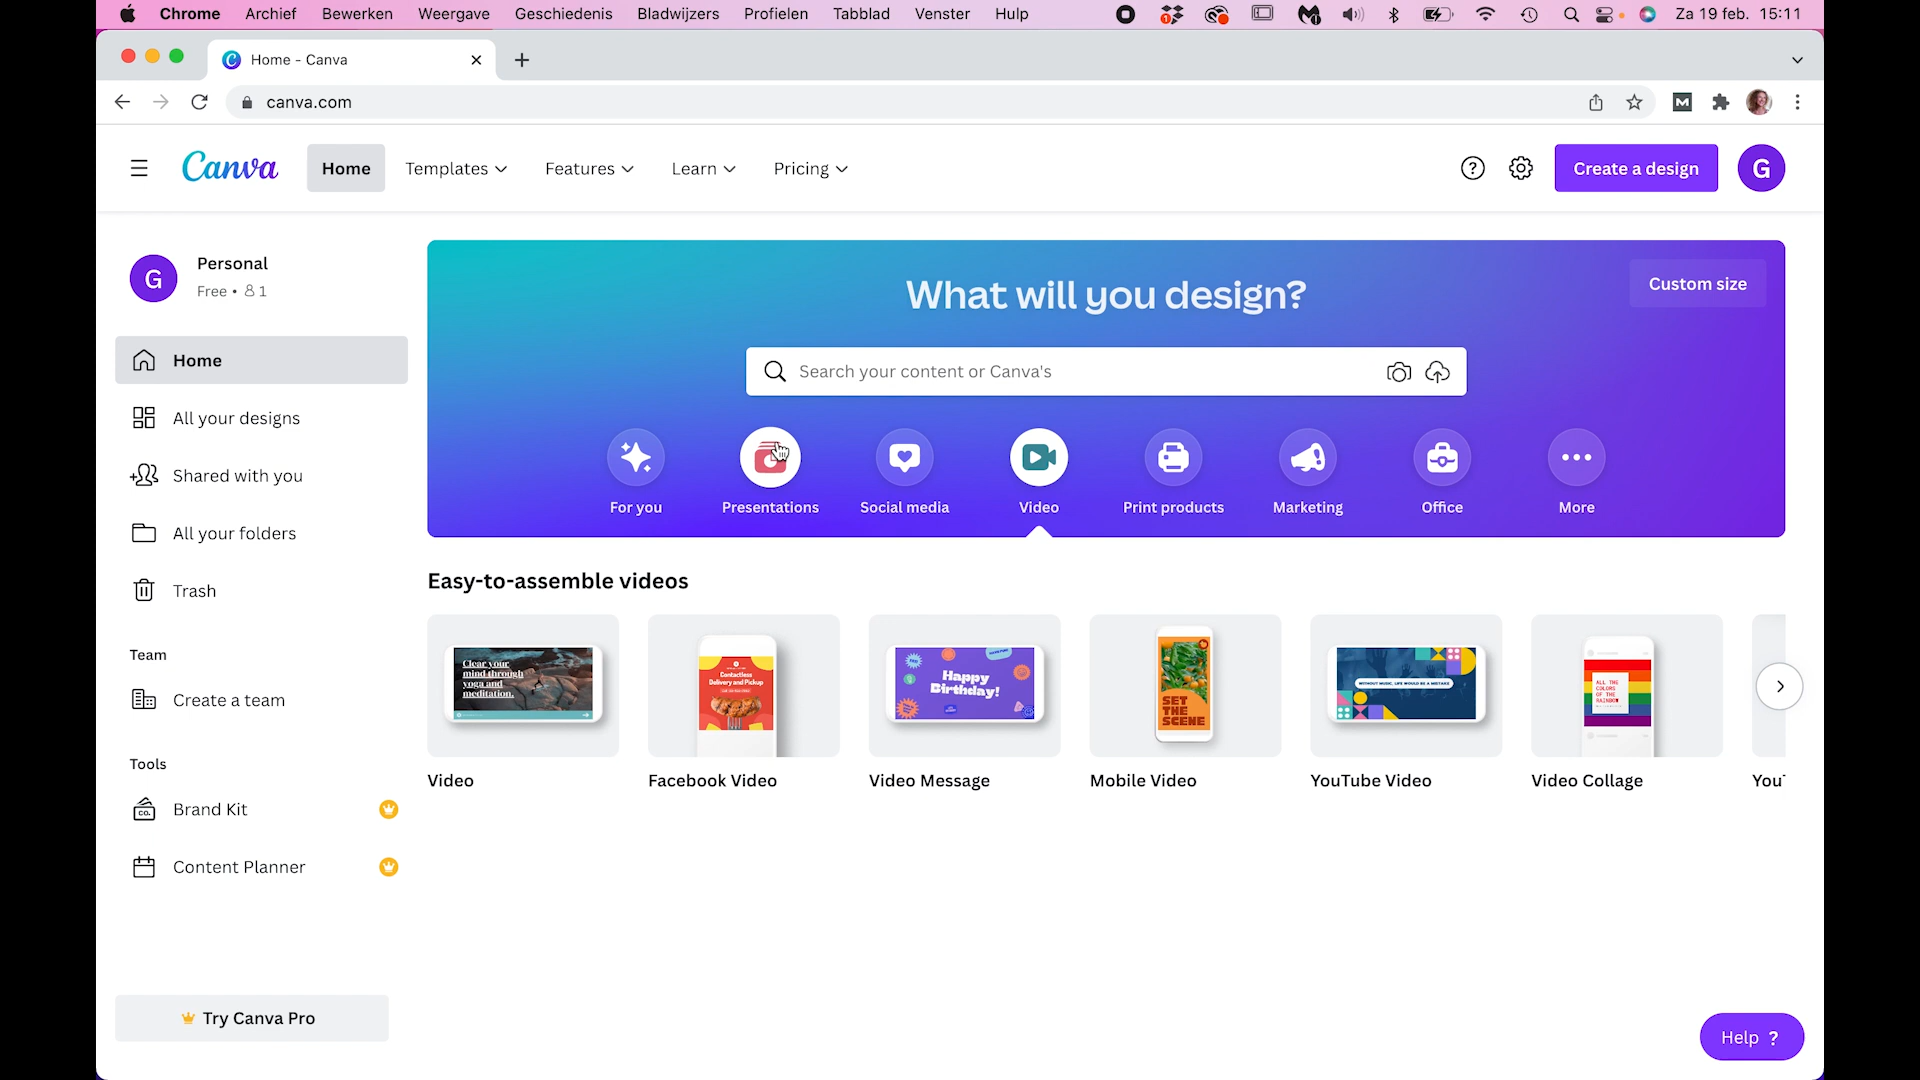 Chrome Archief Bewerken Weergave Geschiedenis Bladwijzers Profielen Tabblad Venster Hulp Za 19 feb. 15:11
Home - Canva
canva.com
Canva Home Templates Features Learn Pricing Create a design G
G Personal
Free • 1
Home
All your designs
Shared with you
All your folders
Trash
Team
Create a team
Tools
CO. Brand Kit
Content Planner
Try Canva Pro
What will you design?
Custom size
Search your content or Canva's
For you Presentations Social media Video Print products Marketing Office More
Easy-to-assemble videos
Clear your
mind through
yoga and
meditation.
Contactless
Delivery and Pickup
Happy
Birthday!
SET
THE
SCENE
WITHOUT MUSIC, LIFE WOULD BE A MISTAKE
ALL THE
COLORS
OF THE
RAINBOW
Video Facebook Video Video Message Mobile Video YouTube Video Video Collage You
Help ?